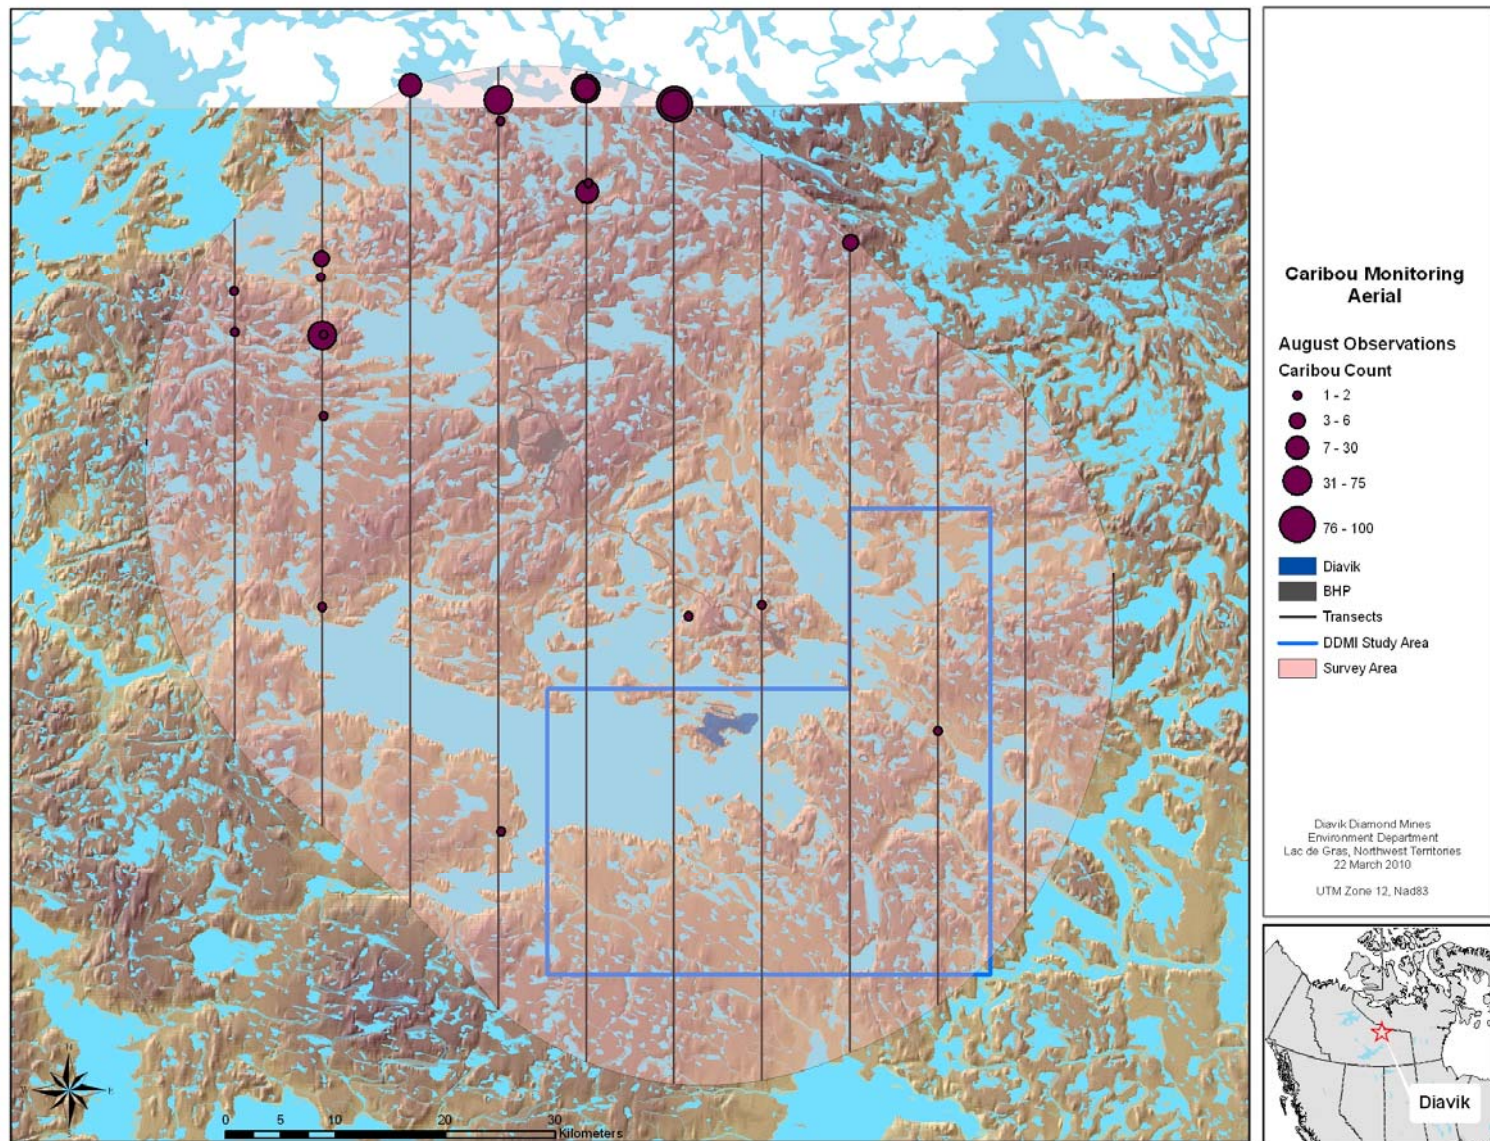 Caribou Monitoring
Aerial
August Observations
Caribou Count
1 - 2
3 - 6
7 - 30
31 - 75
76 - 100
Diavik
BHP
Transects
DDMI Study Area
Survey Area
Diavik Diamond Mines
Environment Department
Lac de Gras, Northwest Territories
22 March 2010
UTM Zone 12, Nad83
N
W
E
S
0 5 10 20 30
Kilometers
Diavik